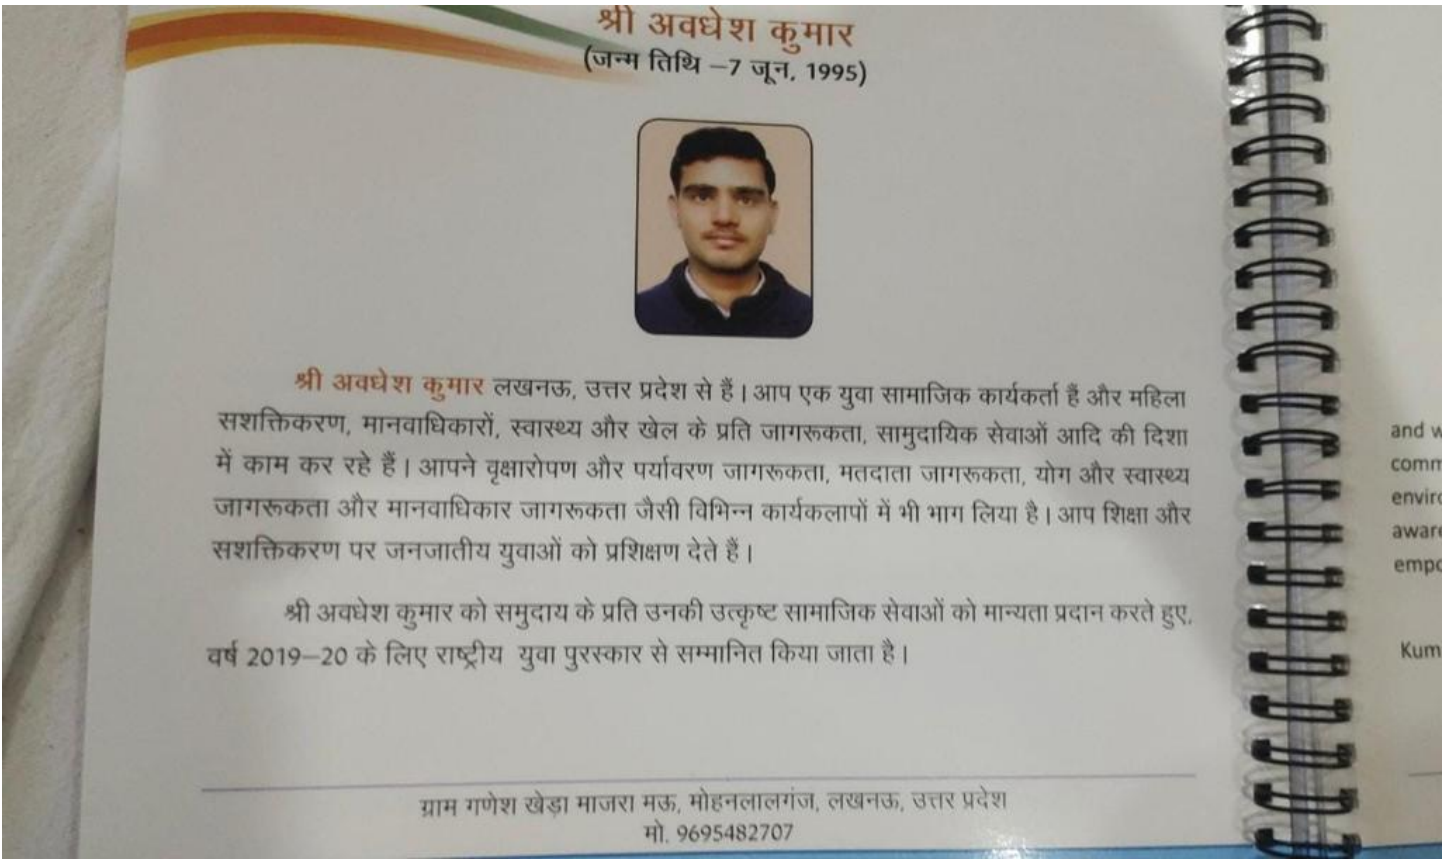 श्री अवधेश कुमार
(जन्म तिथि –7 जून, 1995)
श्री अवधेश कुमार लखनऊ, उत्तर प्रदेश से हैं। आप एक युवा सामाजिक कार्यकर्ता हैं और महिला
सशक्तिकरण, मानवाधिकारों, स्वास्थ्य और खेल के प्रति जागरूकता, सामुदायिक सेवाओं आदि की दिशा
में काम कर रहे हैं। आपने वृक्षारोपण और पर्यावरण जागरूकता, मतदाता जागरूकता, योग और स्वास्थ्य
जागरूकता और मानवाधिकार जागरूकता जैसी विभिन्न कार्यकलापों में भी भाग लिया है। आप शिक्षा और
सशक्तिकरण पर जनजातीय युवाओं को प्रशिक्षण देते हैं।
श्री अवधेश कुमार को समुदाय के प्रति उनकी उत्कृष्ट सामाजिक सेवाओं को मान्यता प्रदान करते हुए,
वर्ष 2019–20 के लिए राष्ट्रीय युवा पुरस्कार से सम्मानित किया जाता है।
ग्राम गणेश खेड़ा माजरा मऊ, मोहनलालगंज, लखनऊ, उत्तर प्रदेश
मो. 9695482707
and